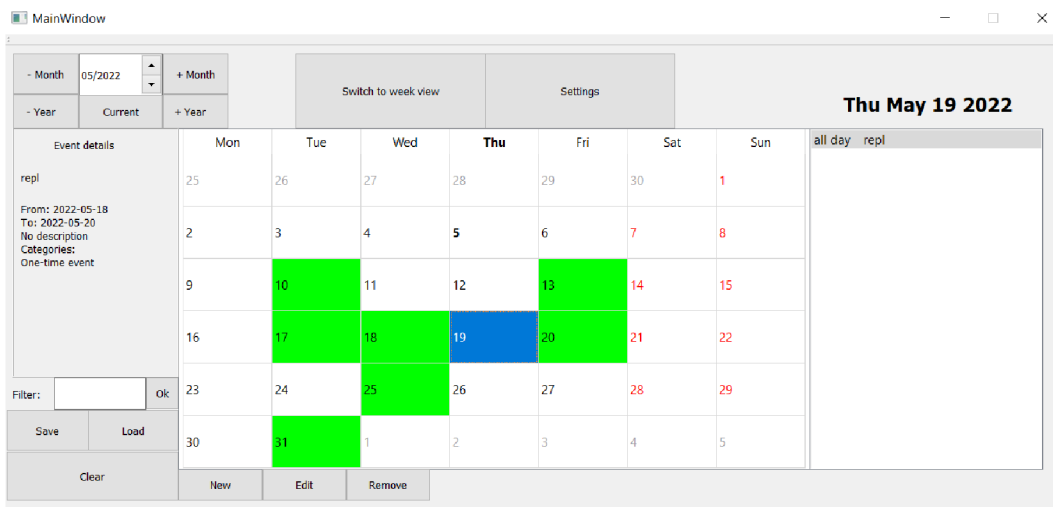 MainWindow
- Month 05/2022 + Month
- Year Current + Year
Switch to week view Settings
Thu May 19 2022
Event details
repl
From: 2022-05-18
To: 2022-05-20
No description
Categories:
One-time event
Filter: Ok
Save Load
Clear
Mon Tue Wed Thu Fri Sat Sun
25 26 27 28 29 30 1
2 3 4 5 6 7 8
9 10 11 12 13 14 15
16 17 18 19 20 21 22
23 24 25 26 27 28 29
30 31 1 2 3 4 5
New Edit Remove
all day repl